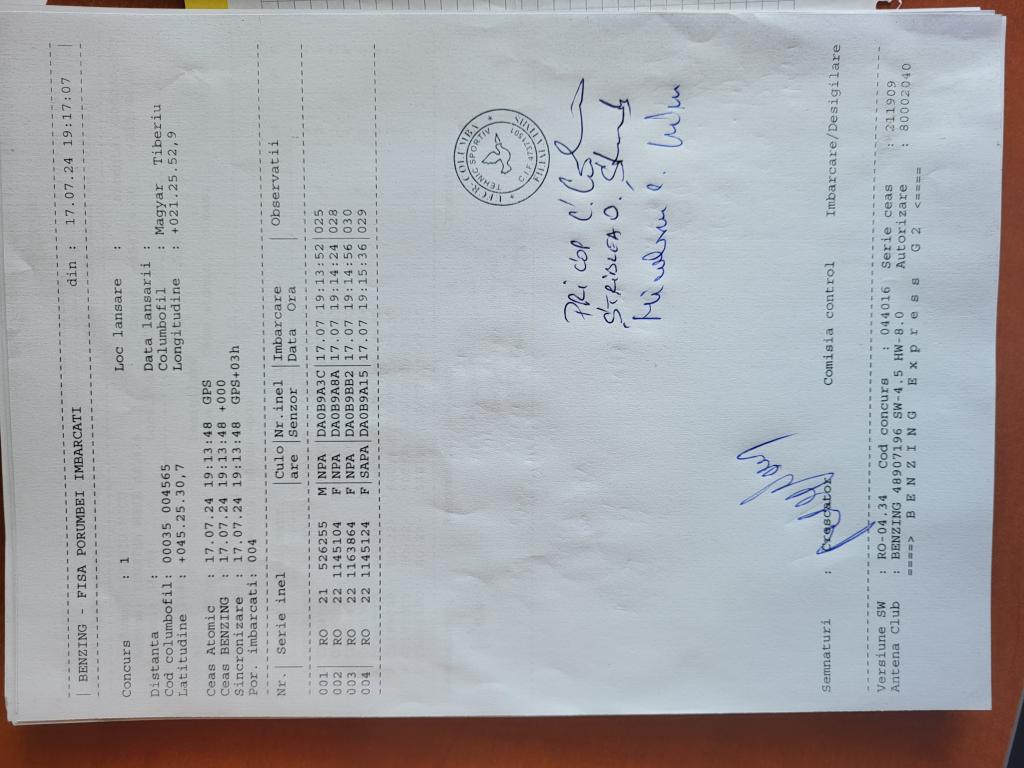 BENZING - FISA PORUMBEI IMBARCATI din : 17.07.24 19:17:07
Concurs : 1 Loc lansare :
Distanta : Data lansarii :
Cod columbofil: 00035 004565 Columbofil : Magyar Tiberiu
Latitudine : +045.25.30,7 Longitudine : +021.25.52,9
Ceas Atomic : 17.07.24 19:13:48 GPS
Ceas BENZING : 17.07.24 19:13:48 +000
Sincronizare : 17.07.24 19:13:48 GPS+03h
Por. imbarcati: 004
Nr.| Serie inel Culo|Nr.inel |Imbarcare | Observatii
are |Senzor |Data Ora |
001| RO 21 526255 M|NPA |DA0B9A3C|17.07 19:13:52|025
002| RO 22 1145104 F|NPA |DA0B9A8A|17.07 19:14:24|028
003| RO 22 1163864 F|NPA |DA0B9BB2|17.07 19:14:56|030
004| RO 22 1145124 F|SAPA|DA0B9A15|17.07 19:15:36|029
COLUMBA
TEHNIC SPORTIV
Pricop C.
Semnaturi : Crescator Comisia control Imbarcare/Desigilare
Versiune SW : RO-04.34 Cod concurs : 044016 Serie ceas : 211909
Antena Club : BENZING 48907196 SW-4.5 HW-8.0 Autorizare : 80002040
====> B E N Z I N G E x p r e s s G 2 <====